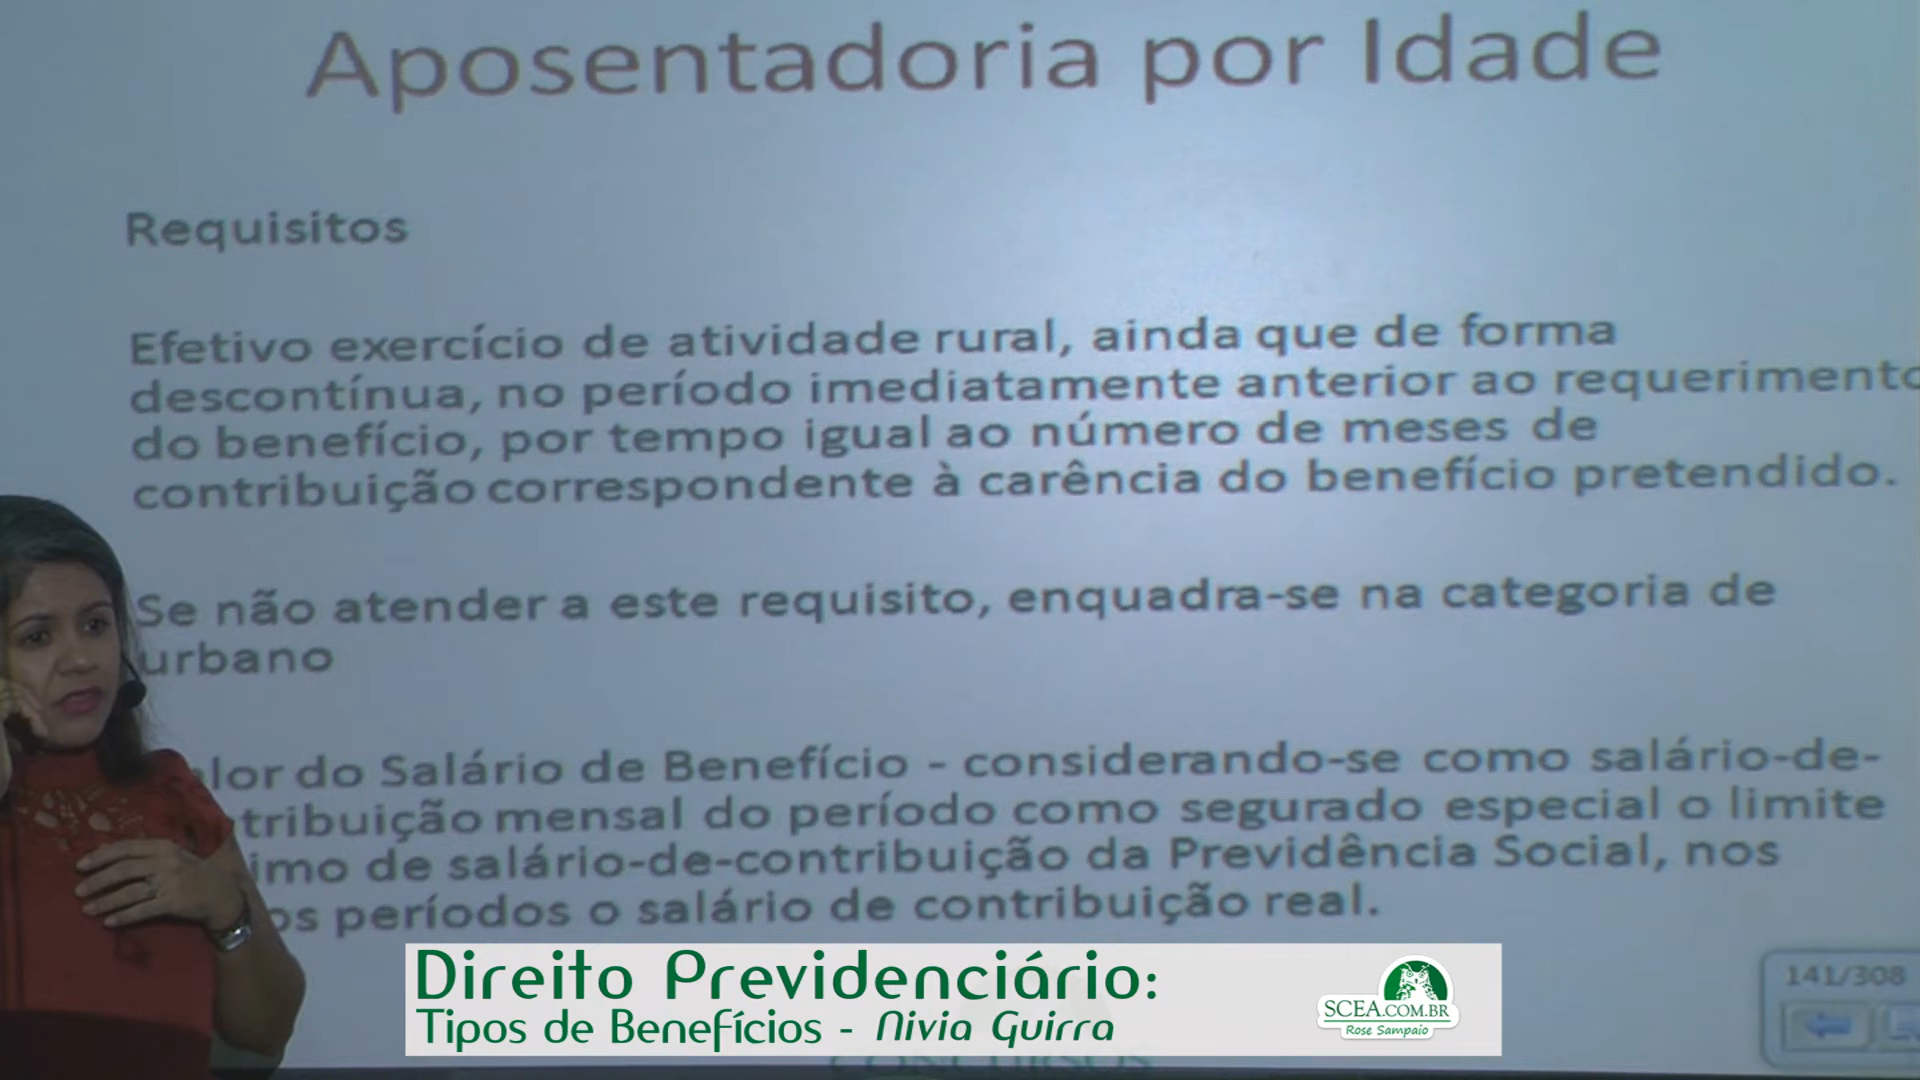 Aposentadoria por Idade
Requisitos
Efetivo exercício de atividade rural, ainda que de forma
descontínua, no período imediatamente anterior ao requerimento
do benefício, por tempo igual ao número de meses de
contribuição correspondente à carência do benefício pretendido.
Se não atender a este requisito, enquadra-se na categoria de
urbano
lor do Salário de Benefício - considerando-se como salário-de-
tribuição mensal do período como segurado especial o limite
imo de salário-de-contribuição da Previdência Social, nos
os períodos o salário de contribuição real.
141/308
Direito Previdenciário:
Tipos de Benefícios - Nivia Guirra
SCEA.COM.BR
Rose Sampaio